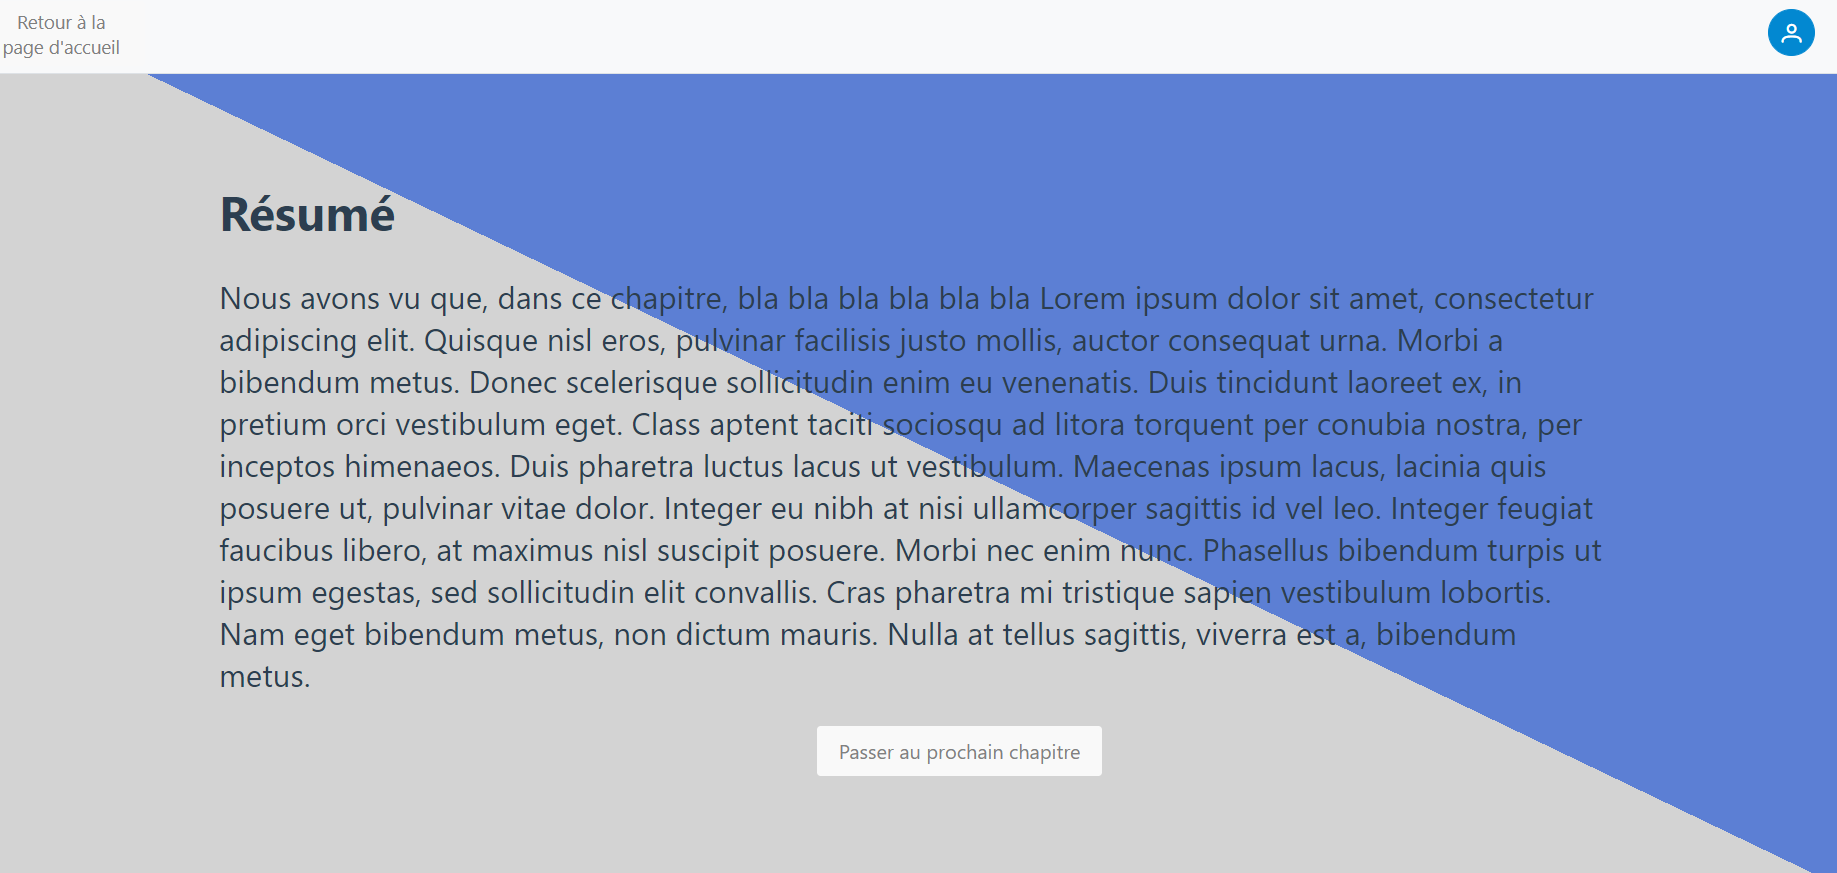 Retour à la
page d'accueil
Résumé
Nous avons vu que, dans ce chapitre, bla bla bla bla bla bla Lorem ipsum dolor sit amet, consectetur
adipiscing elit. Quisque nisl eros, pulvinar facilisis justo mollis, auctor consequat urna. Morbi a
bibendum metus. Donec scelerisque sollicitudin enim eu venenatis. Duis tincidunt laoreet ex, in
pretium orci vestibulum eget. Class aptent taciti sociosqu ad litora torquent per conubia nostra, per
inceptos himenaeos. Duis pharetra luctus lacus ut vestibulum. Maecenas ipsum lacus, lacinia quis
posuere ut, pulvinar vitae dolor. Integer eu nibh at nisi ullamcorper sagittis id vel leo. Integer feugiat
faucibus libero, at maximus nisl suscipit posuere. Morbi nec enim nunc. Phasellus bibendum turpis ut
ipsum egestas, sed sollicitudin elit convallis. Cras pharetra mi tristique sapien vestibulum lobortis.
Nam eget bibendum metus, non dictum mauris. Nulla at tellus sagittis, viverra est a, bibendum
metus.
Passer au prochain chapitre